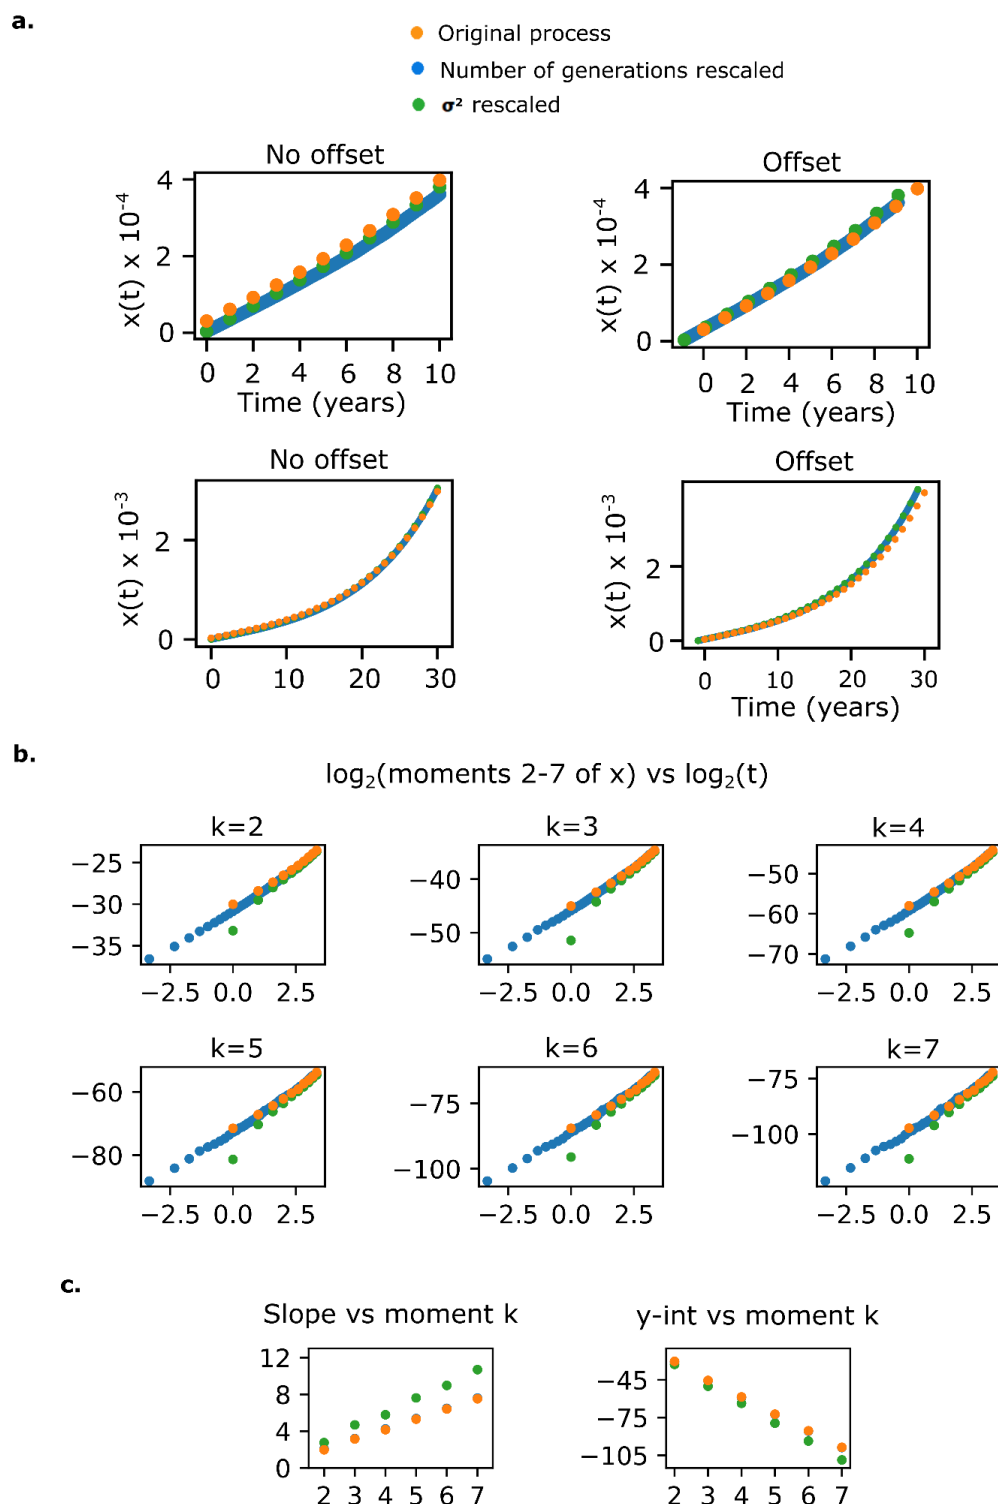 a.
Original process
Number of generations rescaled
σ² rescaled
No offset
x(t) x 10⁻⁴
4
2
0
0 2 4 6 8 10
Time (years)
Offset
x(t) x 10⁻⁴
4
2
0
0 2 4 6 8 10
Time (years)
No offset
x(t) x 10⁻³
2
0
0 10 20 30
Offset
x(t) x 10⁻³
2
0
0 10 20 30
Time (years)
b.
log₂(moments 2-7 of x) vs log₂(t)
k=2
−25
−30
−35
−2.5 0.0 2.5
k=3
−40
−50
−2.5 0.0 2.5
k=4
−50
−60
−70
−2.5 0.0 2.5
k=5
−60
−80
−2.5 0.0 2.5
k=6
−75
−100
−2.5 0.0 2.5
k=7
−75
−100
−2.5 0.0 2.5
c.
Slope vs moment k
12
8
4
0
2 3 4 5 6 7
y-int vs moment k
−45
−75
−105
2 3 4 5 6 7